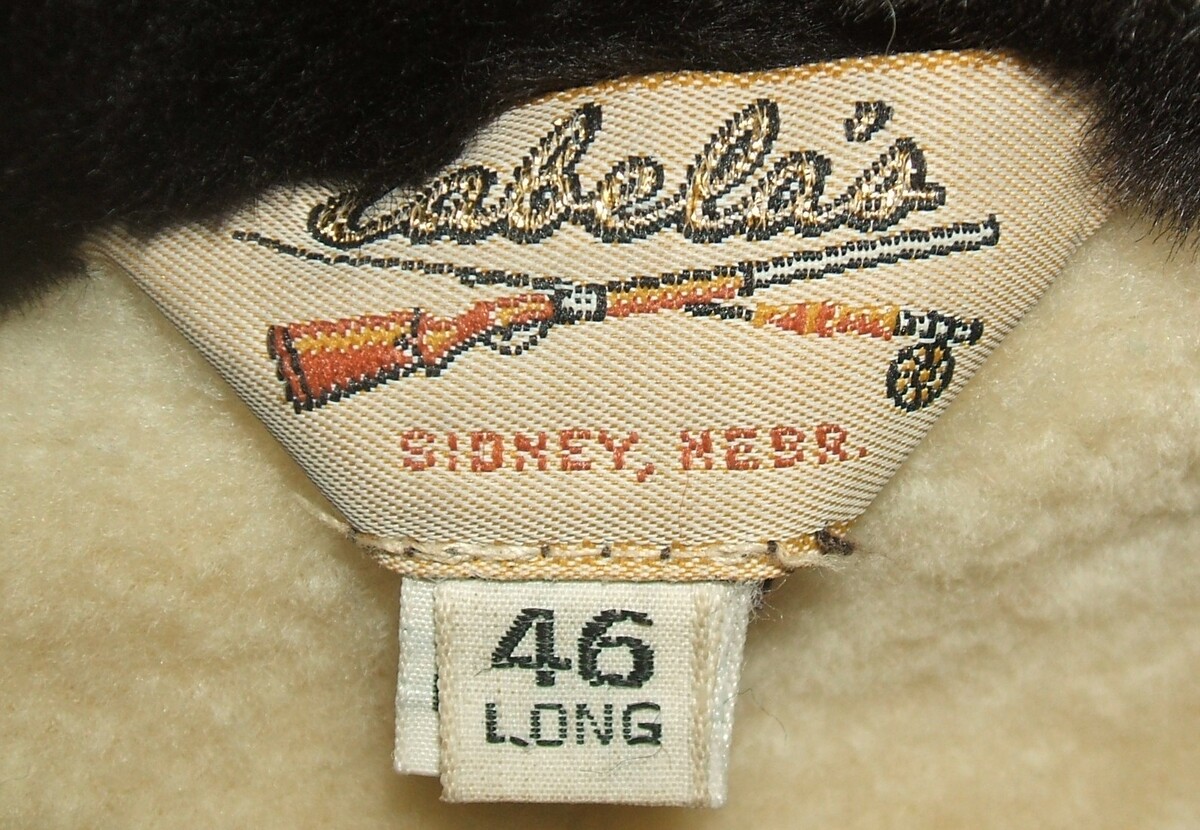 Cabela's
SIDNEY, NEBR.
46
LONG